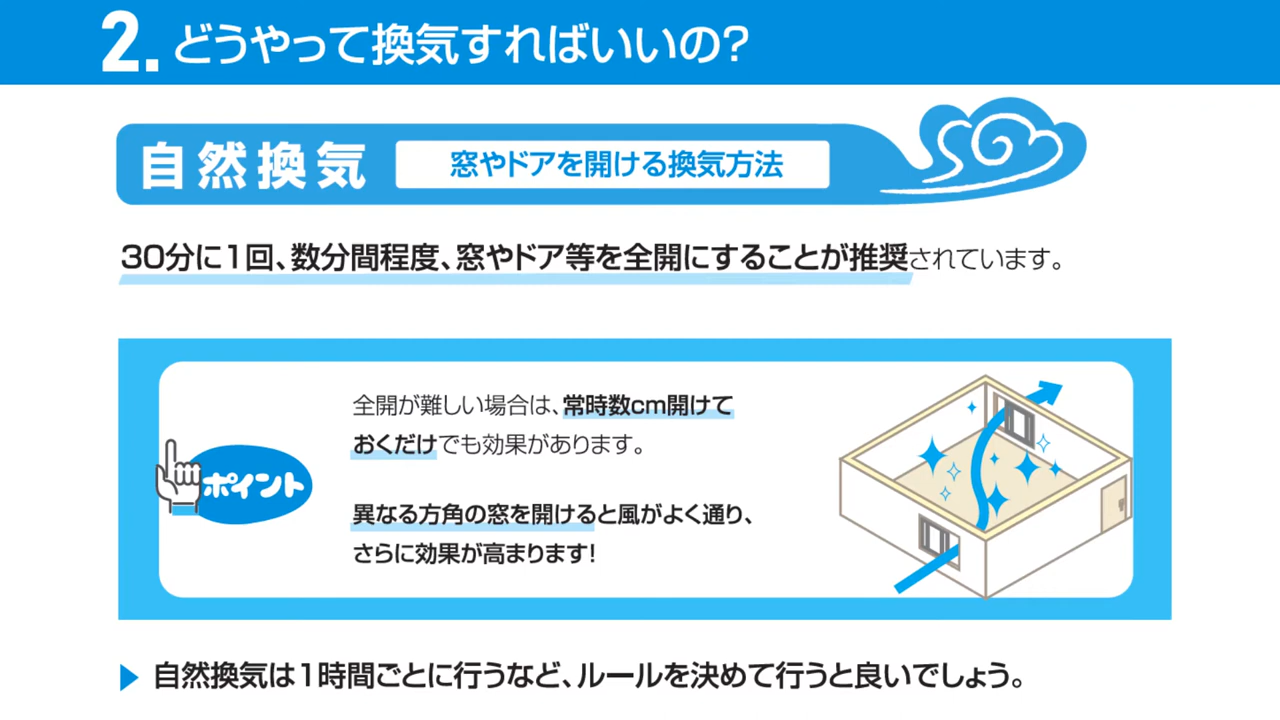 2. どうやって換気すればいいの?
自然換気 窓やドアを開ける換気方法
30分に1回、数分間程度、窓やドア等を全開にすることが推奨されています。
全開が難しい場合は、常時数cm開けて
おくだけでも効果があります。
ポイント
異なる方角の窓を開けると風がよく通り、
さらに効果が高まります!
自然換気は1時間ごとに行うなど、ルールを決めて行うと良いでしょう。